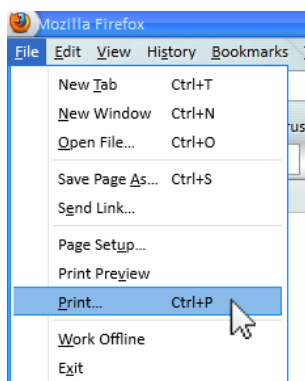 Mozilla Firefox
File Edit View History Bookmarks
New Tab Ctrl+T
New Window Ctrl+N
Open File... Ctrl+O
Save Page As... Ctrl+S
Send Link...
Page Setup...
Print Preview
Print... Ctrl+P
Work Offline
Exit